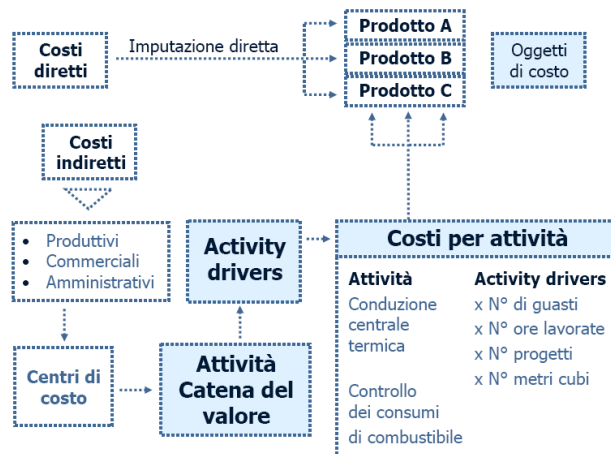 Costi
diretti
Imputazione diretta
Prodotto A
Prodotto B
Prodotto C
Oggetti
di costo
Costi
indiretti
• Produttivi
• Commerciali
• Amministrativi
Activity
drivers
Costi per attività
Attività
Conduzione
centrale
termica
Controllo
dei consumi
di combustibile
Activity drivers
x N° di guasti
x N° ore lavorate
x N° progetti
x N° metri cubi
Centri di
costo
Attività
Catena del
valore